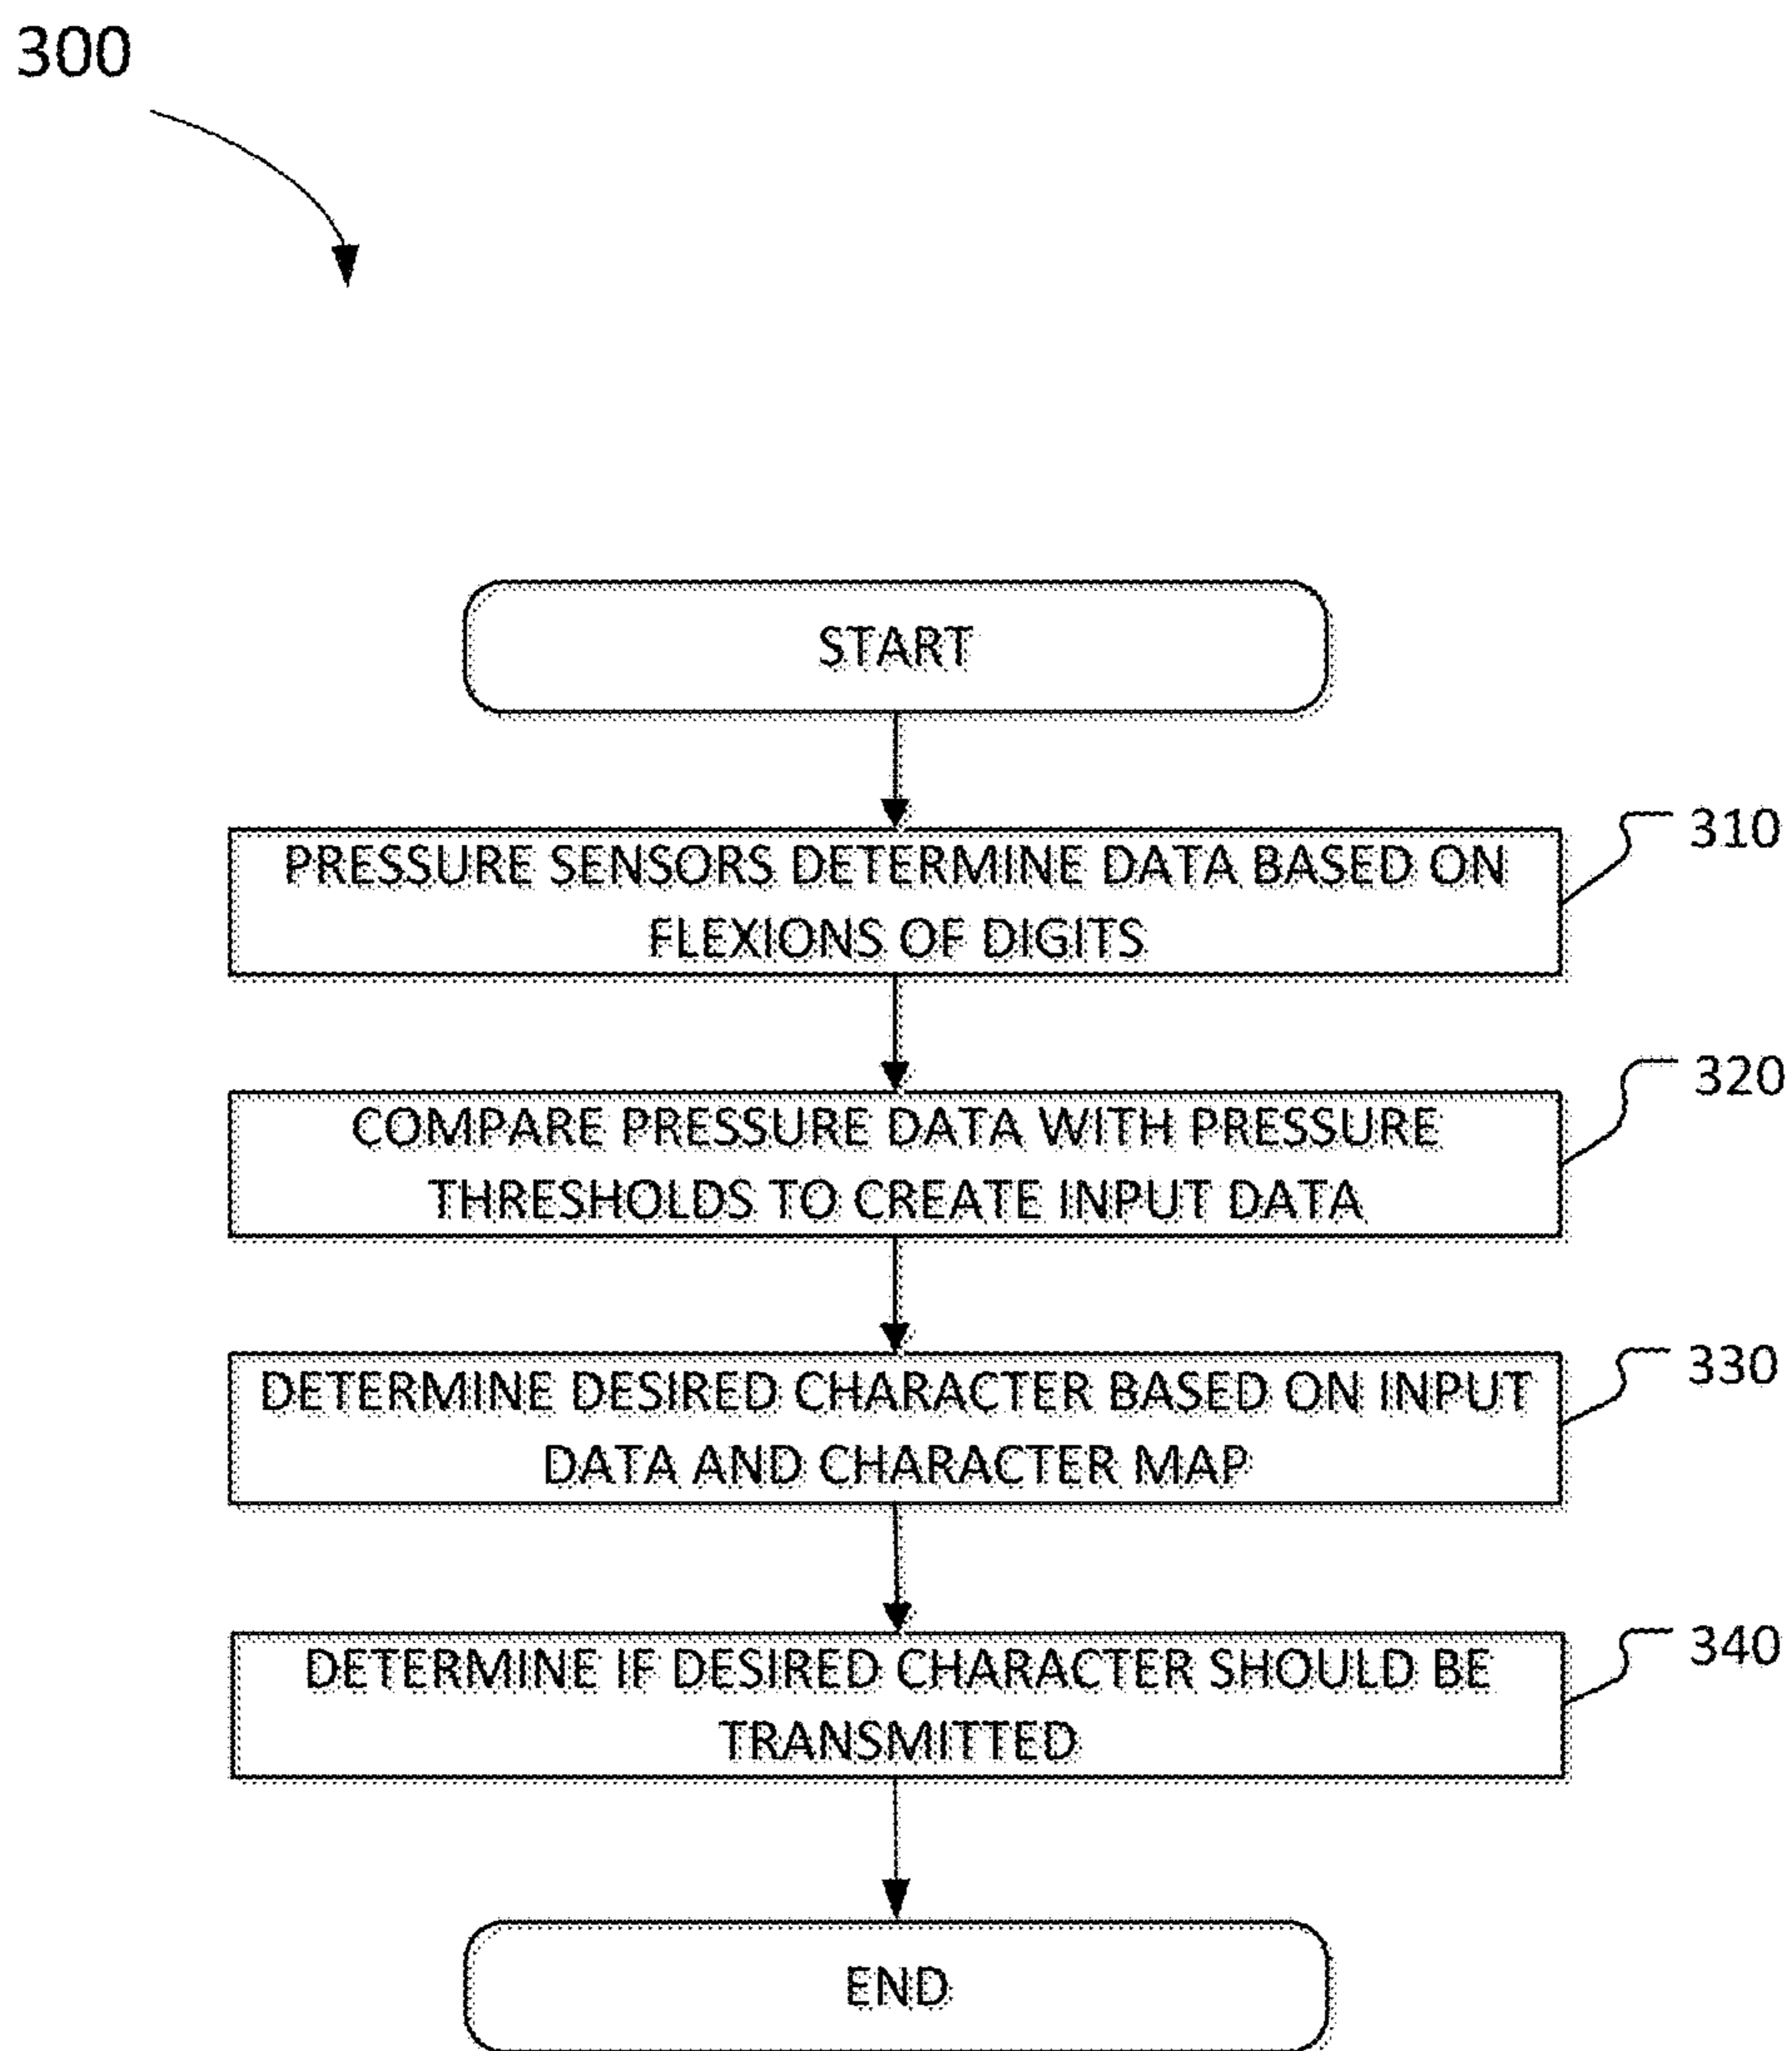 300
START
PRESSURE SENSORS DETERMINE DATA BASED ON
FLEXIONS OF DIGITS
310
COMPARE PRESSURE DATA WITH PRESSURE
THRESHOLDS TO CREATE INPUT DATA
320
DETERMINE DESIRED CHARACTER BASED ON INPUT
DATA AND CHARACTER MAP
330
DETERMINE IF DESIRED CHARACTER SHOULD BE
TRANSMITTED
340
END